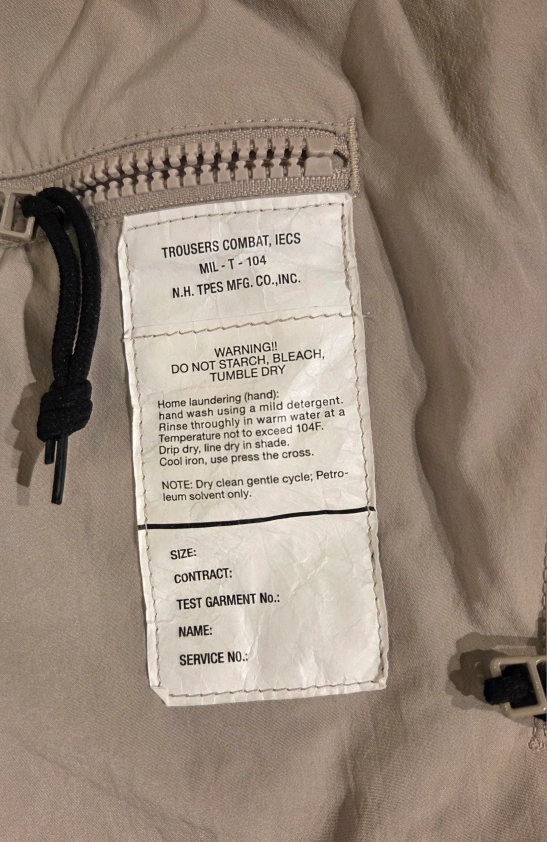 TROUSERS COMBAT, IECS
MIL - T - 104
N.H. TPES MFG. CO.,INC.
WARNING!!
DO NOT STARCH, BLEACH,
TUMBLE DRY
Home laundering (hand):
hand wash using a mild detergent.
Rinse throughly in warm water at a
Temperature not to exceed 104F.
Drip dry, line dry in shade.
Cool iron, use press the cross.
NOTE: Dry clean gentle cycle; Petro-
leum solvent only.
SIZE:
CONTRACT:
TEST GARMENT No.:
NAME:
SERVICE NO.: